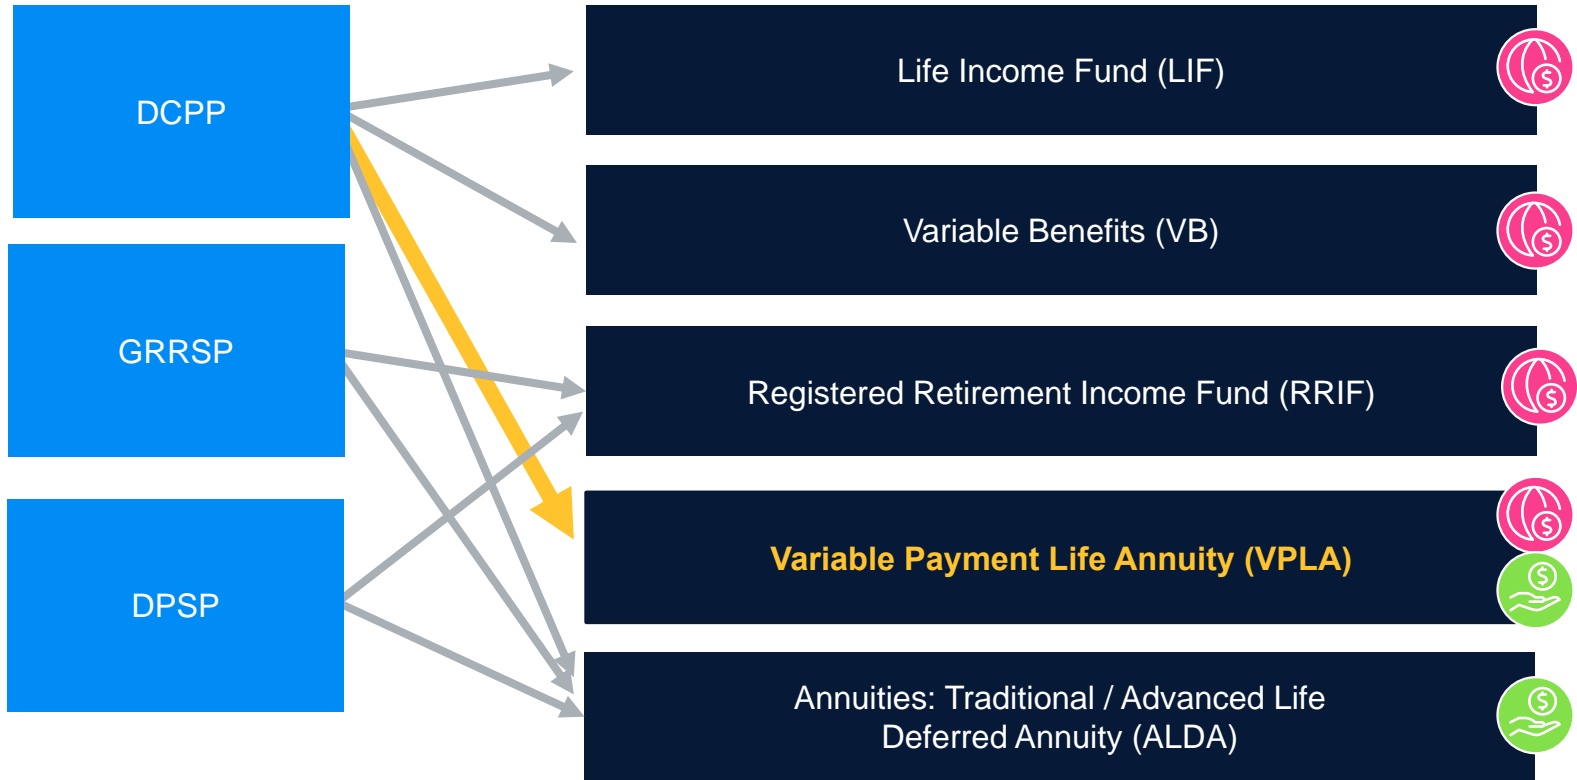 DCPP
Life Income Fund (LIF)
Variable Benefits (VB)
GRRSP
Registered Retirement Income Fund (RRIF)
Variable Payment Life Annuity (VPLA)
DPSP
Annuities: Traditional / Advanced Life
Deferred Annuity (ALDA)
$
$
$
$
$
$